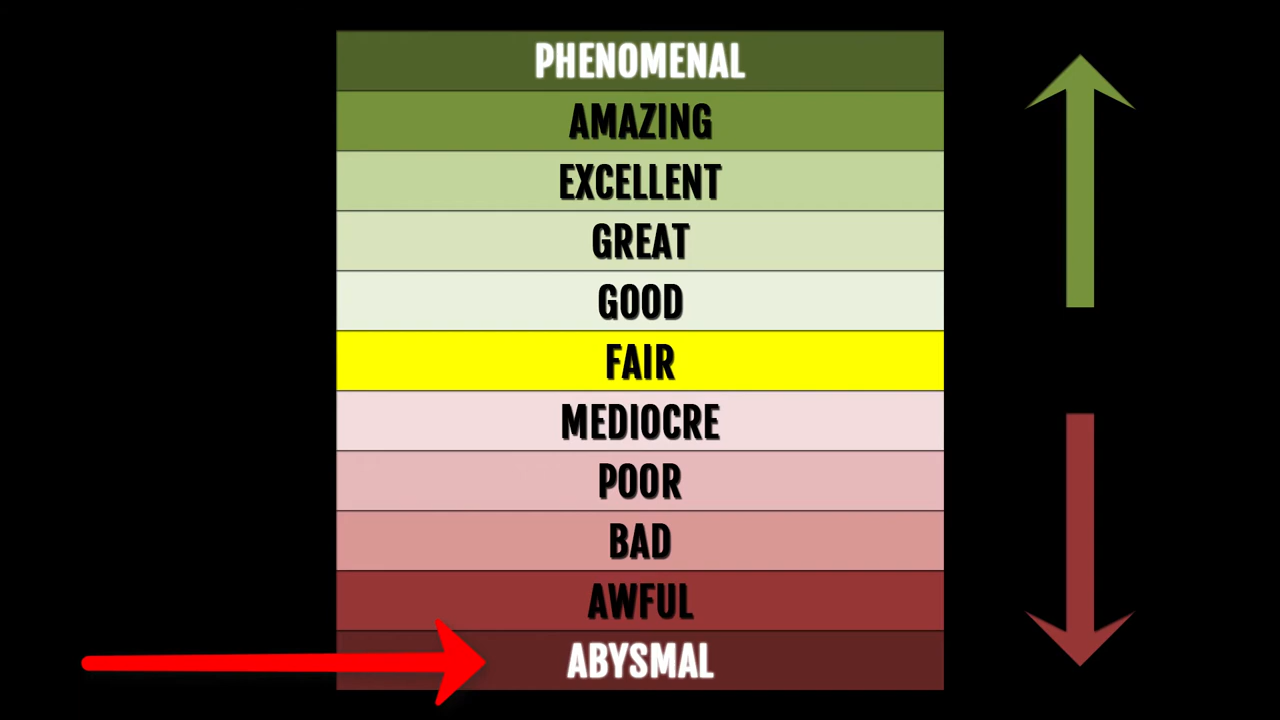 PHENOMENAL
AMAZING
EXCELLENT
GREAT
GOOD
FAIR
MEDIOCRE
POOR
BAD
AWFUL
ABYSMAL